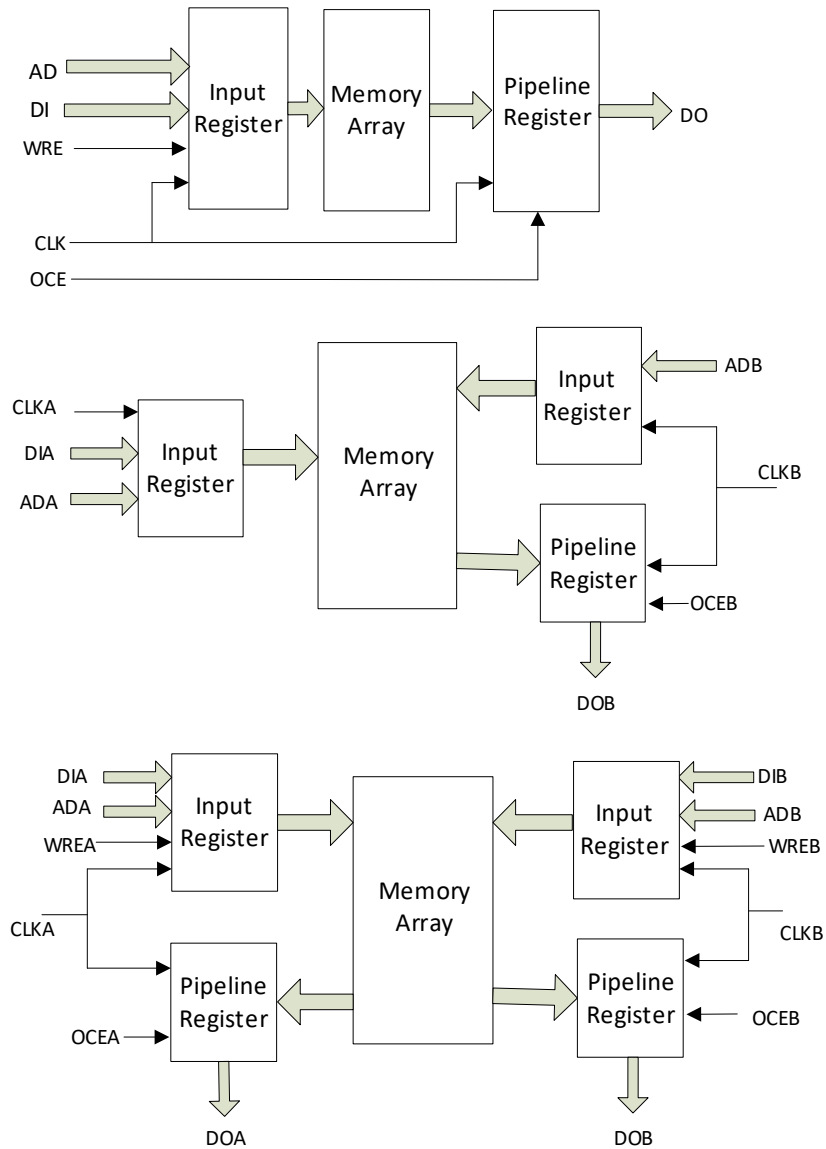 AD
DI
WRE
CLK
OCE
Input
Register
Memory
Array
Pipeline
Register
DO
CLKA
DIA
ADA
Input
Register
Memory
Array
Input
Register
ADB
CLKB
Pipeline
Register
OCEB
DOB
DIA
ADA
WREA
CLKA
OCEA
Input
Register
Pipeline
Register
DOA
Memory
Array
Input
Register
Pipeline
Register
DIB
ADB
WREB
CLKB
OCEB
DOB